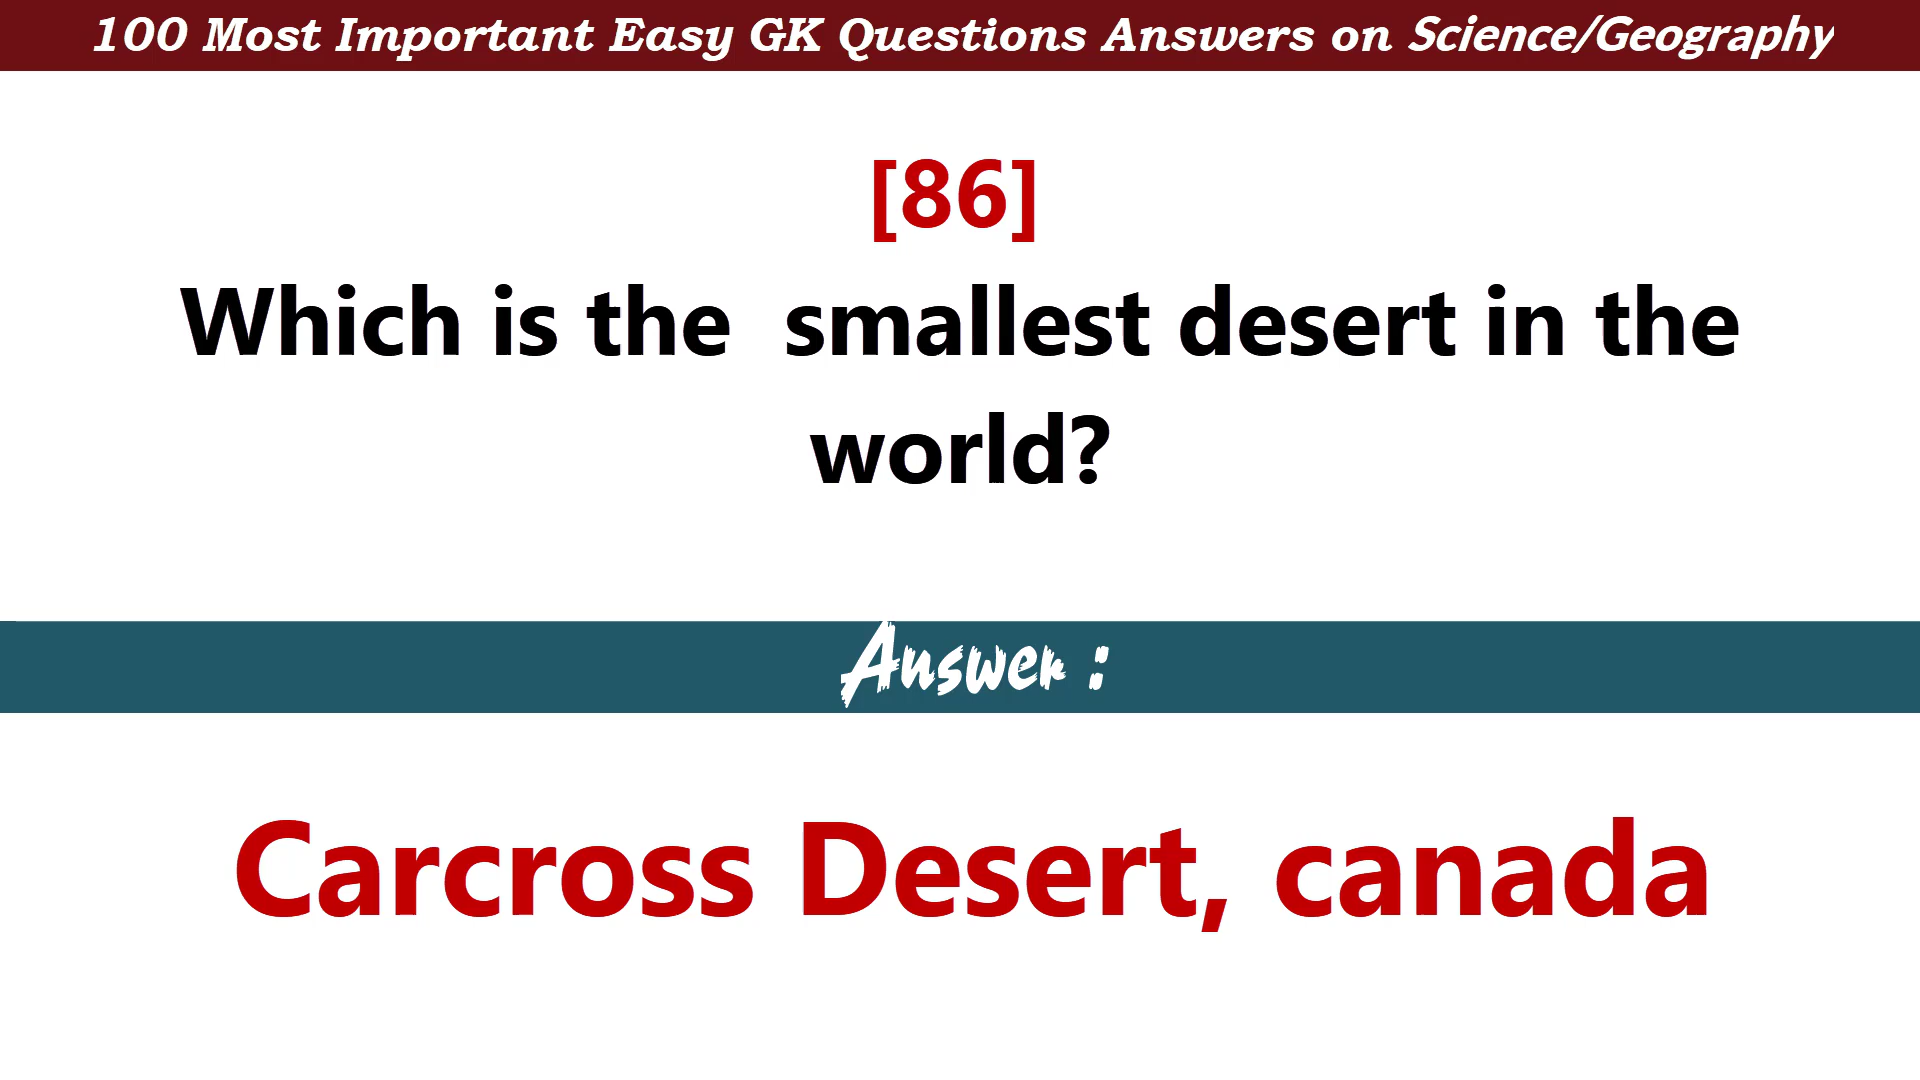 100 Most Important Easy GK Questions Answers on Science/Geography
[86]
Which is the  smallest desert in the
world?
Answer :
Carcross Desert, canada